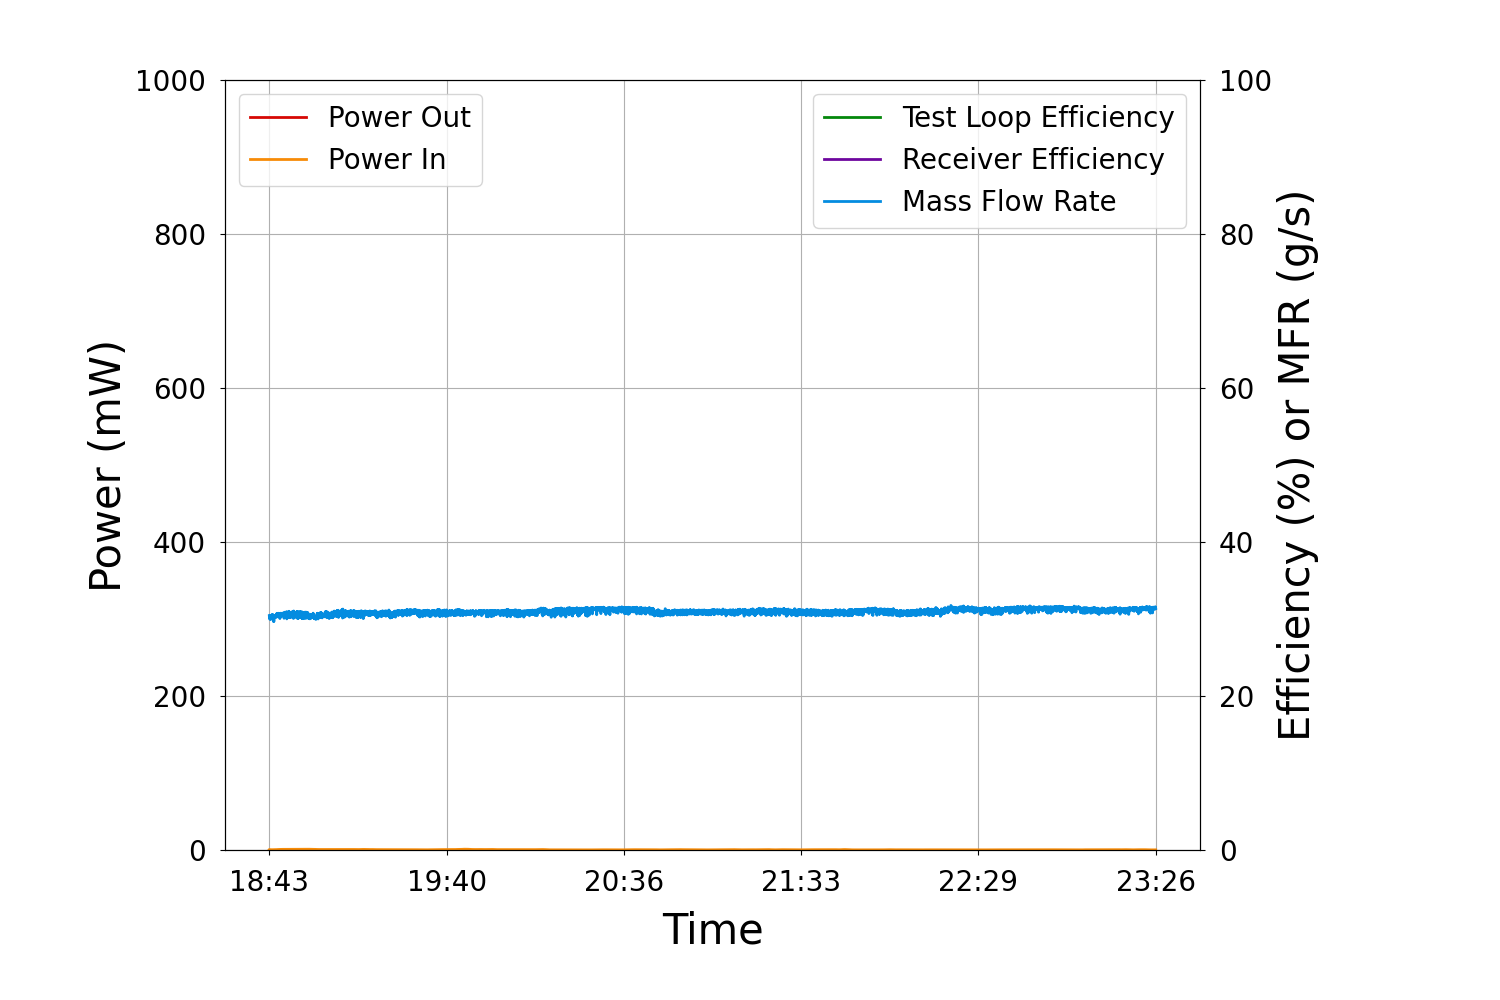 1000
800
600
400
200
0
Power (mW)
Power Out
Power In
Test Loop Efficiency
Receiver Efficiency
Mass Flow Rate
100
80
60
40
20
0
Efficiency (%) or MFR (g/s)
18:43 19:40 20:36 21:33 22:29 23:26
Time